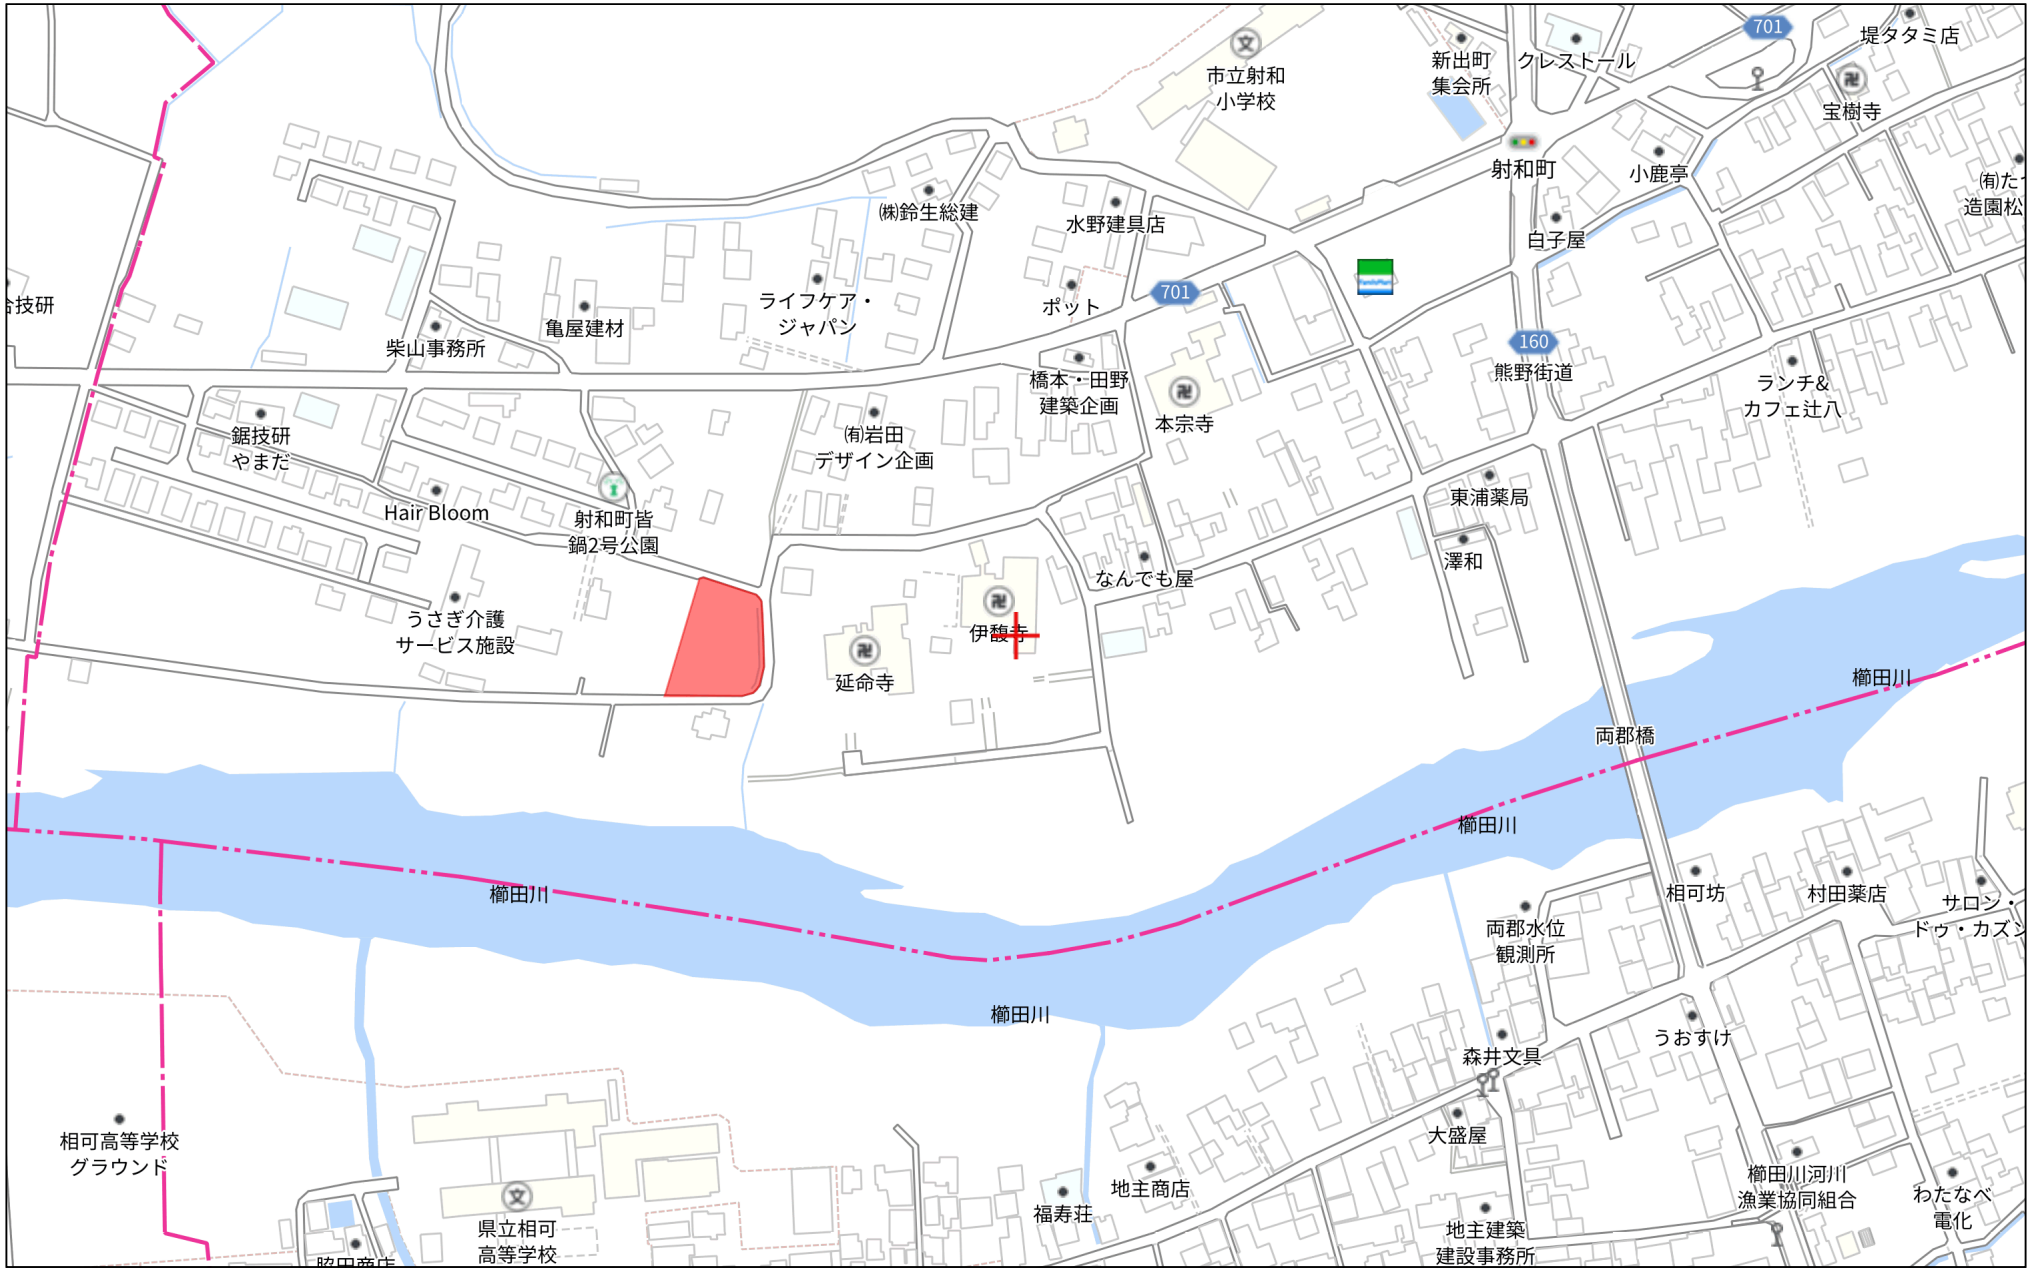 701
堤タタミ店
市立射和
小学校
新出町
集会所
クレストール
宝樹寺
射和町
小鹿亭
㈲た
造園松
㈱鈴生総建
水野建具店
白子屋
合技研
亀屋建材
ライフケア・
ジャパン
ポット
701
FamilyMart
柴山事務所
160
熊野街道
橋本・田野
建築企画
本宗寺
ランチ&
カフェ辻八
鋸技研
やまだ
㈲岩田
デザイン企画
Hair Bloom
射和町皆
鍋2号公園
東浦薬局
澤和
なんでも屋
うさぎ介護
サービス施設
伊馥寺
延命寺
櫛田川
両郡橋
櫛田川
櫛田川
櫛田川
相可坊
村田薬店
サロン・
ドゥ・カズン
両郡水位
観測所
櫛田川
うおすけ
森井文具
相可高等学校
グラウンド
大盛屋
地主商店
福寿荘
県立相可
高等学校
櫛田川河川
漁業協同組合
わたなべ
電化
地主建築
建設事務所
脇田商店